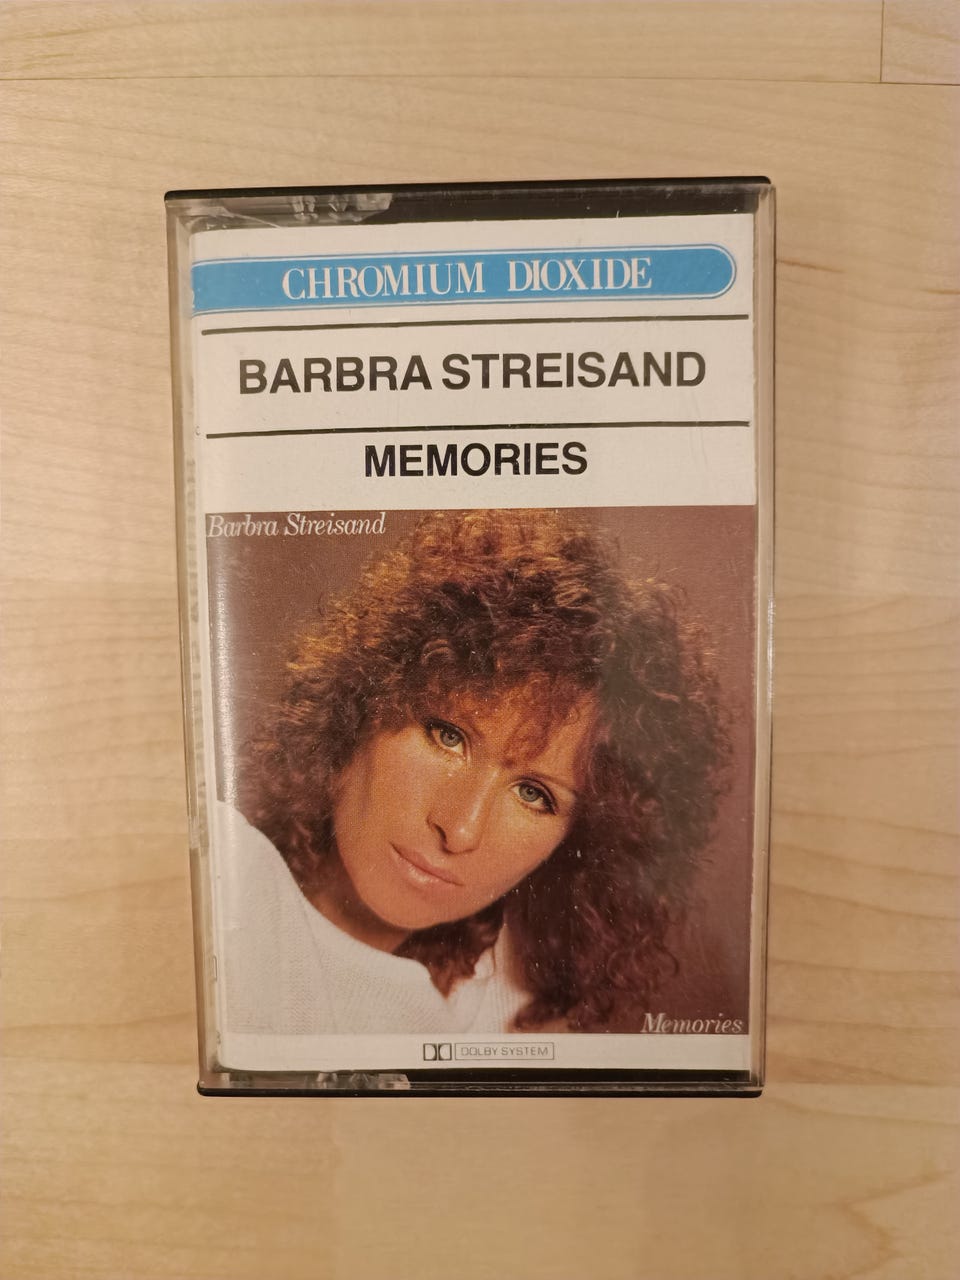 CHROMIUM DIOXIDE
BARBRA STREISAND
MEMORIES
Barbra Streisand
Memories
DOLBY SYSTEM